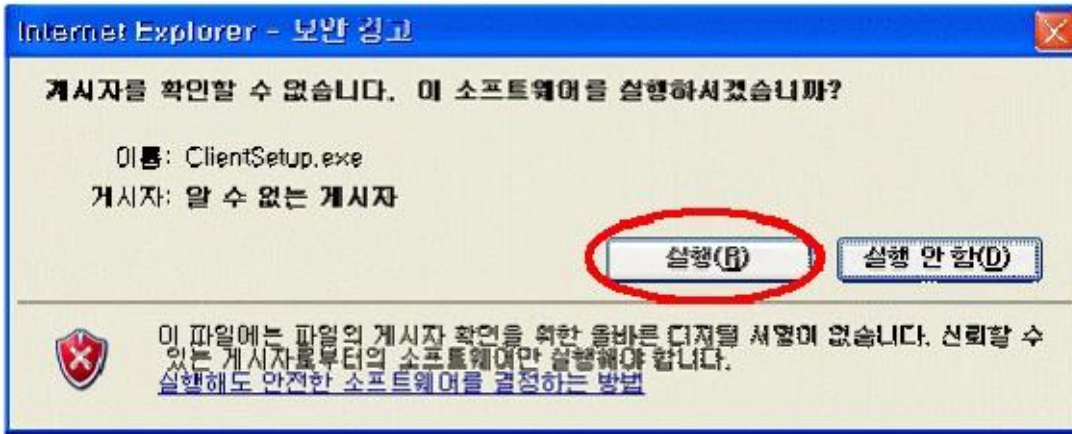 Internet Explorer - 보안 경고
게시자를 확인할 수 없습니다. 이 소프트웨어를 실행하시겠습니까?
이름: ClientSetup.exe
게시자: 알 수 없는 게시자
실행(R) 실행 안 함(D)
이 파일에는 파일의 게시자 확인을 위한 올바른 디지털 서명이 없습니다. 신뢰할 수
있는 게시자로부터의 소프트웨어만 실행해야 합니다.
실행해도 안전한 소프트웨어를 결정하는 방법